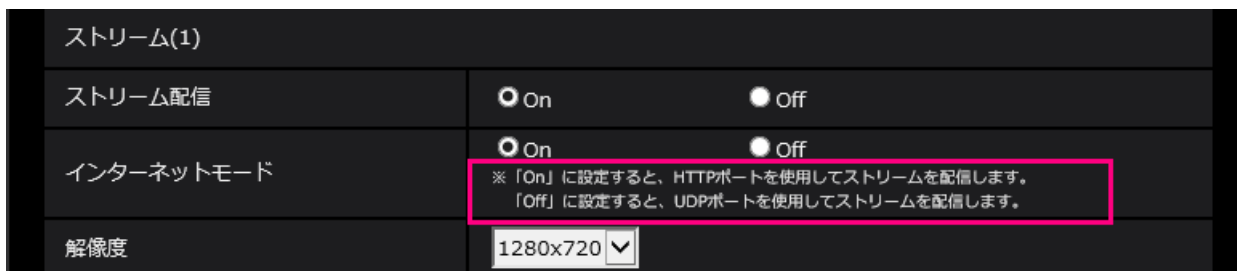 ストリーム(1)
ストリーム配信 On Off
On Off
インターネットモード
※「On」に設定すると、HTTPポートを使用してストリームを配信します。
「Off」に設定すると、UDPポートを使用してストリームを配信します。
解像度 1280x720